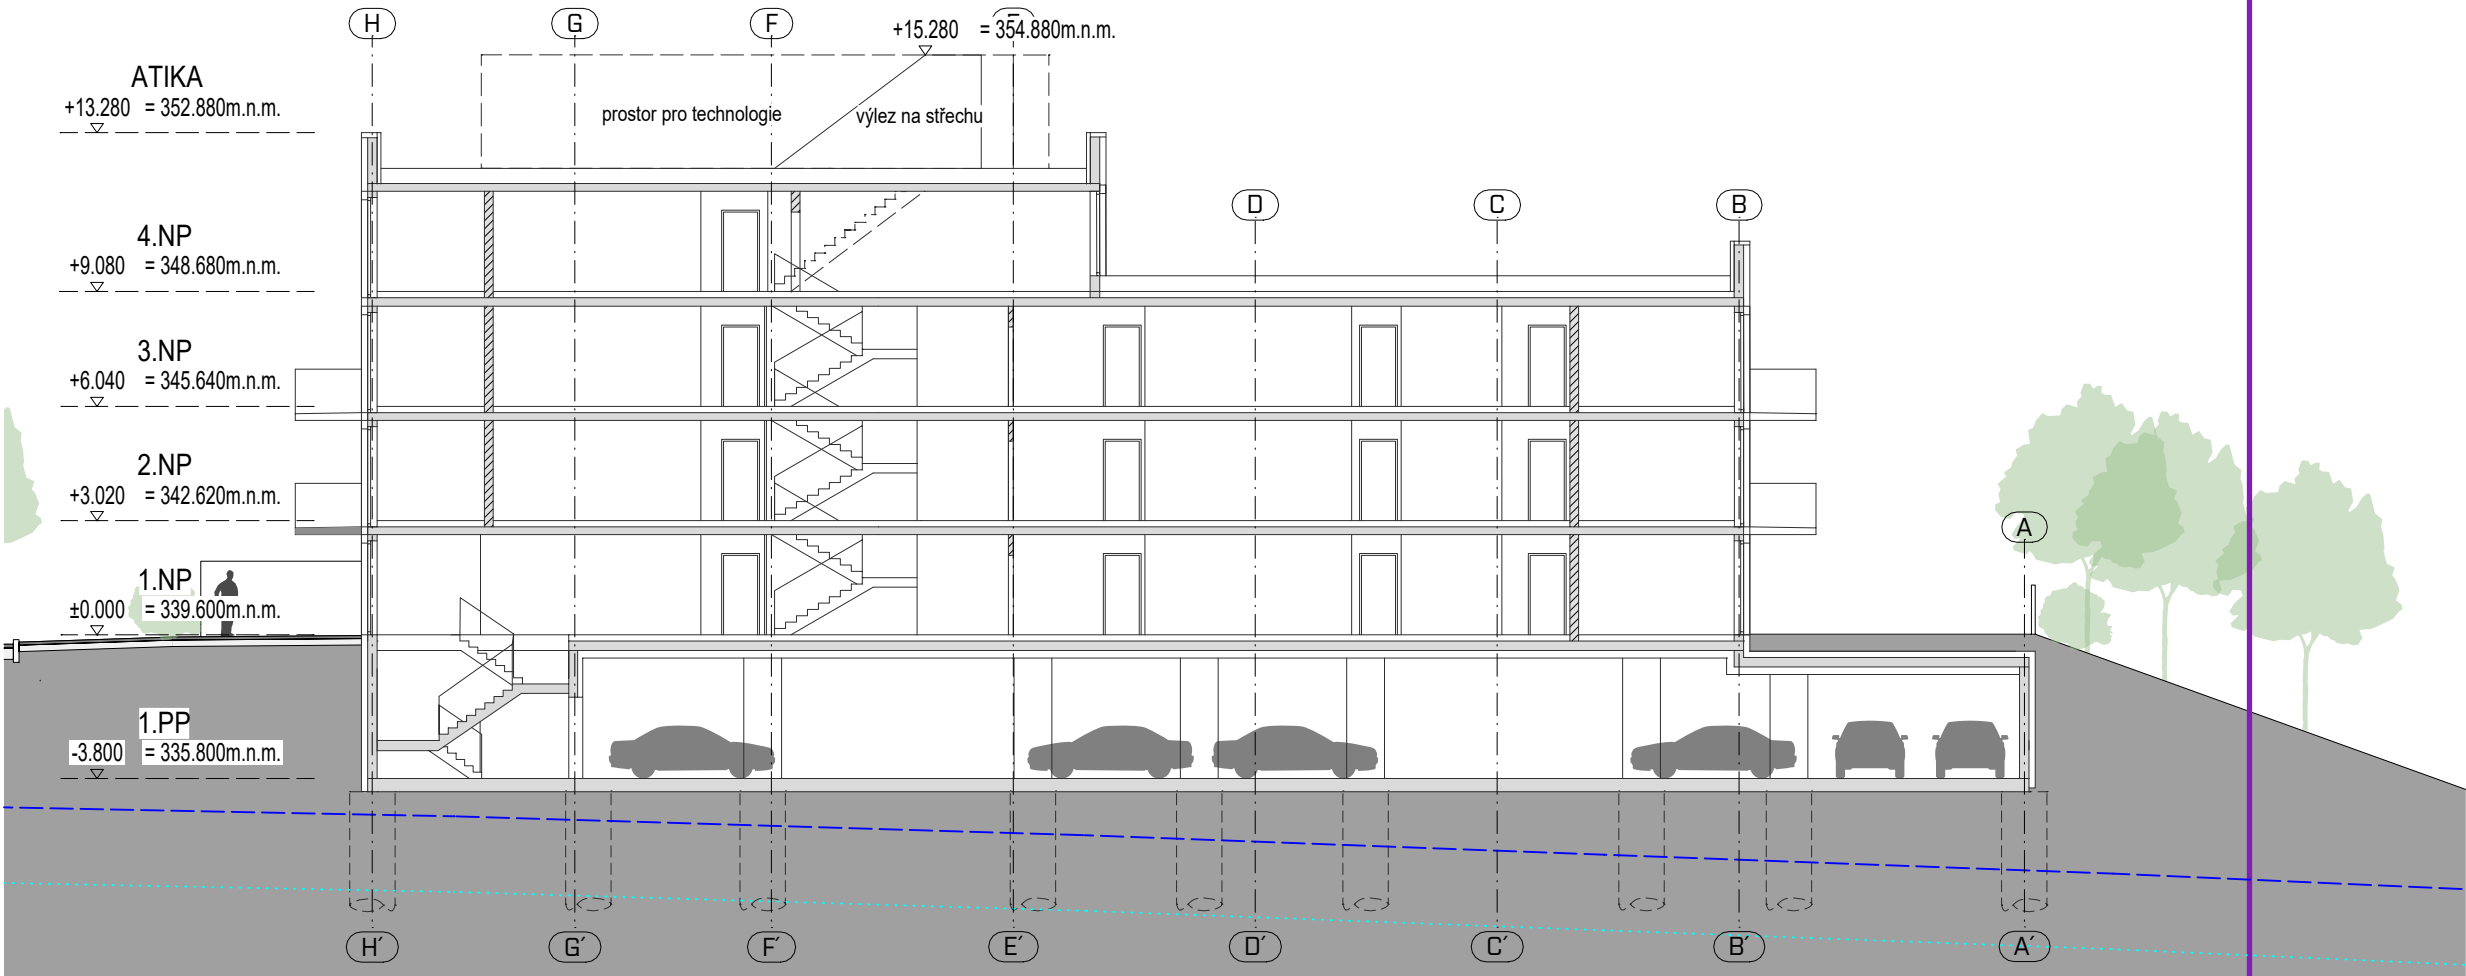 H
G
F
+15.280 = 354.880m.n.m.
ATIKA
+13.280 = 352.880m.n.m.
prostor pro technologie
výlez na střechu
D
C
B
4.NP
+9.080 = 348.680m.n.m.
3.NP
+6.040 = 345.640m.n.m.
2.NP
+3.020 = 342.620m.n.m.
A
1.NP
±0.000 = 339.600m.n.m.
1.PP
-3.800 = 335.800m.n.m.
H´
G´
F´
E´
D´
C´
B´
A´